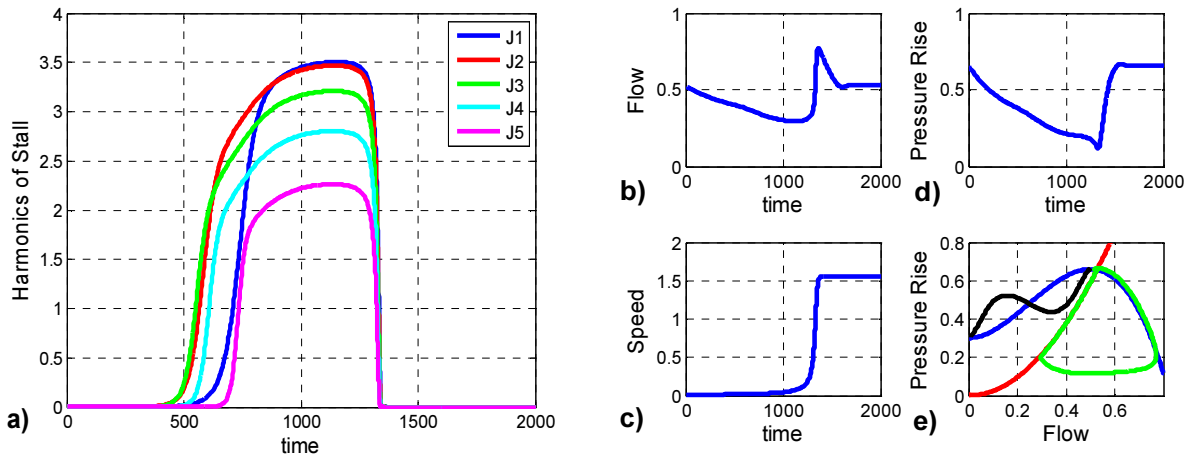 4
3.5
3
2.5
2
1.5
1
0.5
0
Harmonics of Stall
J1
J2
J3
J4
J5
0 500 1000 1500 2000
time
a)
1
0.5
0
Flow
0 1000 2000
time
b)
1
0.5
0
Pressure Rise
0 1000 2000
time
d)
2
1.5
1
0.5
0
Speed
0 1000 2000
time
c)
0.8
0.6
0.4
0.2
0
Pressure Rise
0 0.2 0.4 0.6
Flow
e)